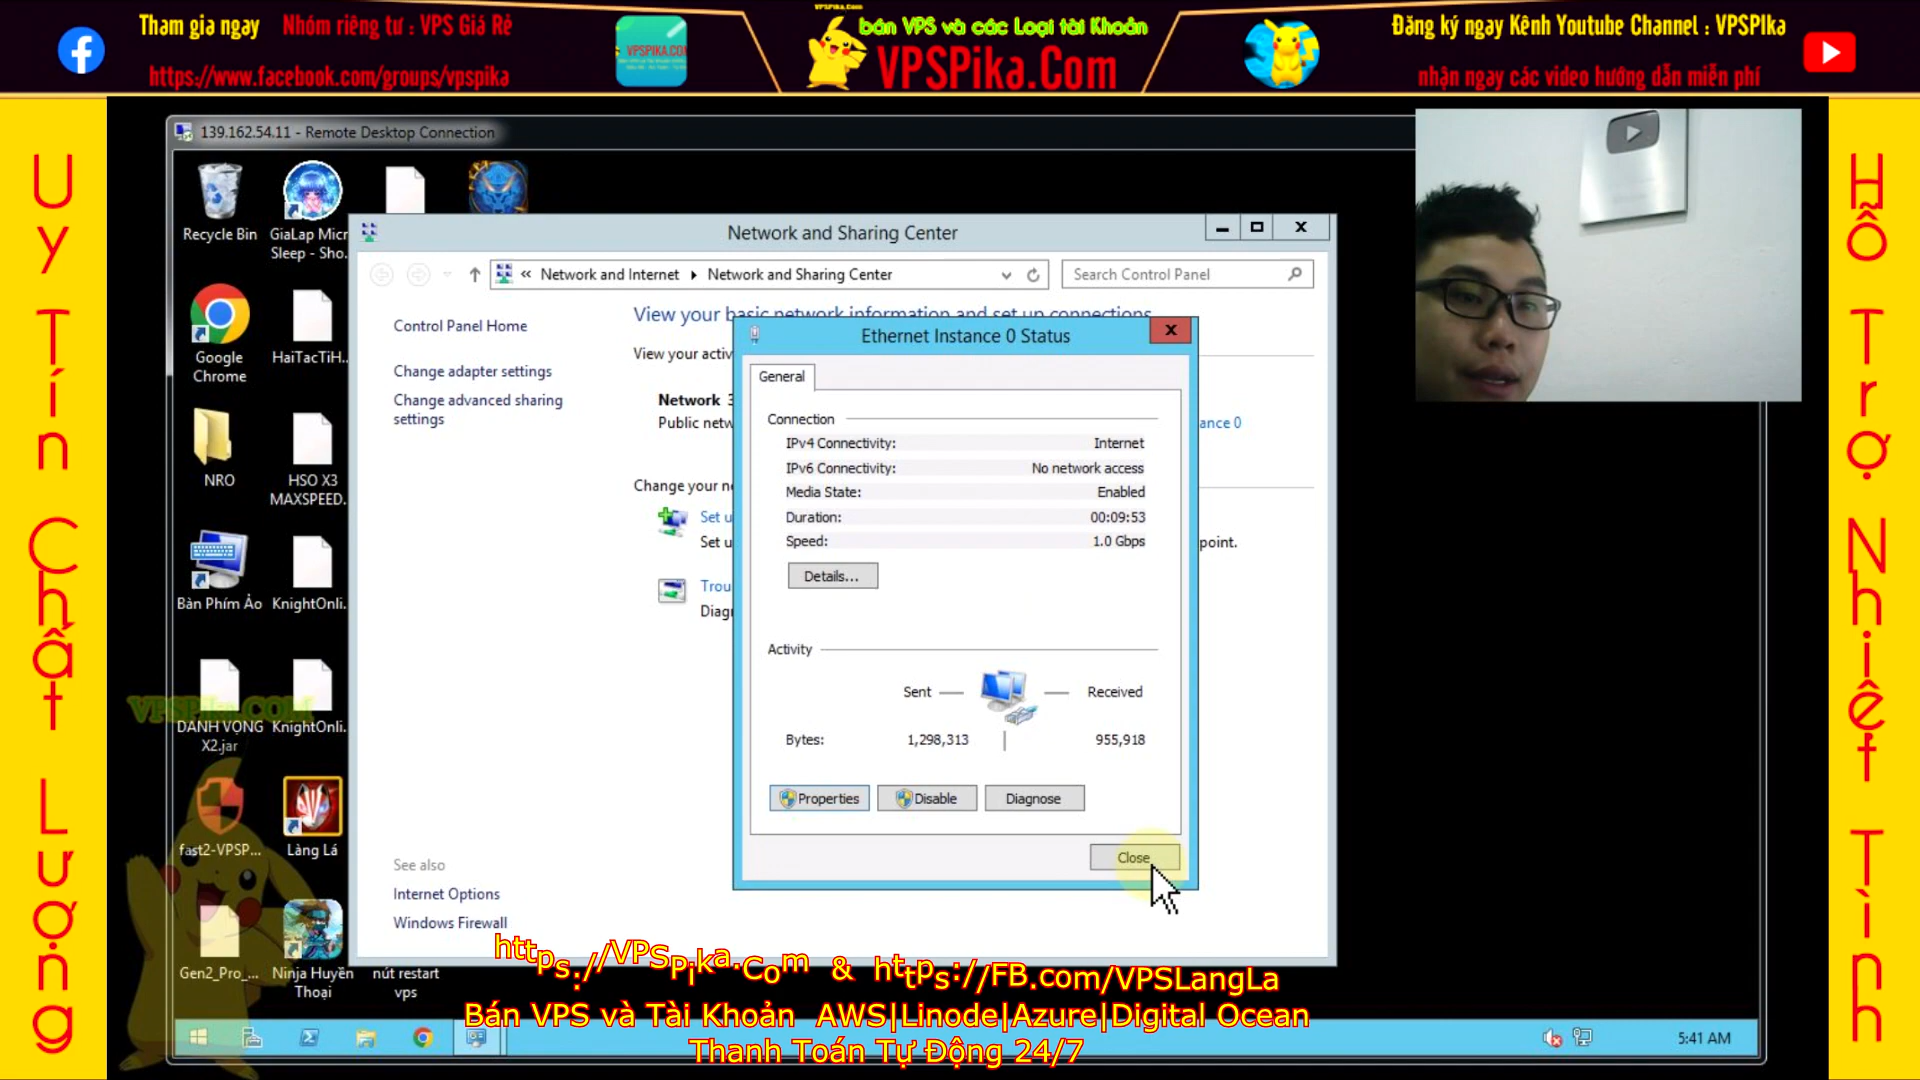 Tham gia ngay Nhóm riêng tư : VPS Giá Rẻ
https://www.facebook.com/groups/vpspika
VPSPIKA.COM
VPSPika.Com
bán VPS và các Loại tài Khoản
VPSPika.Com
Đăng ký ngay Kênh Youtube Channel : VPSPIka
nhận ngay các video hướng dẫn miễn phí
Uy Tín Chất Lượng
Hỗ Trợ Nhiệt Tình
139.162.54.11 - Remote Desktop Connection
Recycle Bin
GiaLap Micr
Sleep - Sho...
Google
Chrome
HaiTacTiH...
NRO
HSO X3
MAXSPEED.
Bàn Phím Ảo
KnightOnli.
VPSPika.COM
DANH VỌNG
X2.jar
KnightOnli.
fast2-VPSP...
Làng Lá
Gen2_Pro_...
Ninja Huyền
Thoại
nút restart
vps
Network and Sharing Center
« Network and Internet Network and Sharing Center
Search Control Panel
Control Panel Home
Change adapter settings
Change advanced sharing
settings
See also
Internet Options
Windows Firewall
View your basic network information and set up connections
View your activ
Network 3
Public netw
ance 0
Change your ne
Set u
Set u
point.
Trou
Diagr
Ethernet Instance 0 Status
General
Connection
IPv4 Connectivity: Internet
IPv6 Connectivity: No network access
Media State: Enabled
Duration: 00:09:53
Speed: 1.0 Gbps
Details...
Activity
Sent Received
Bytes: 1,298,313 955,918
Properties Disable Diagnose
Close
https://VPSPika.Com & https://FB.com/VPSLangLa
Bán VPS và Tài Khoản AWS|Linode|Azure|Digital Ocean
Thanh Toán Tự Động 24/7
5:41 AM